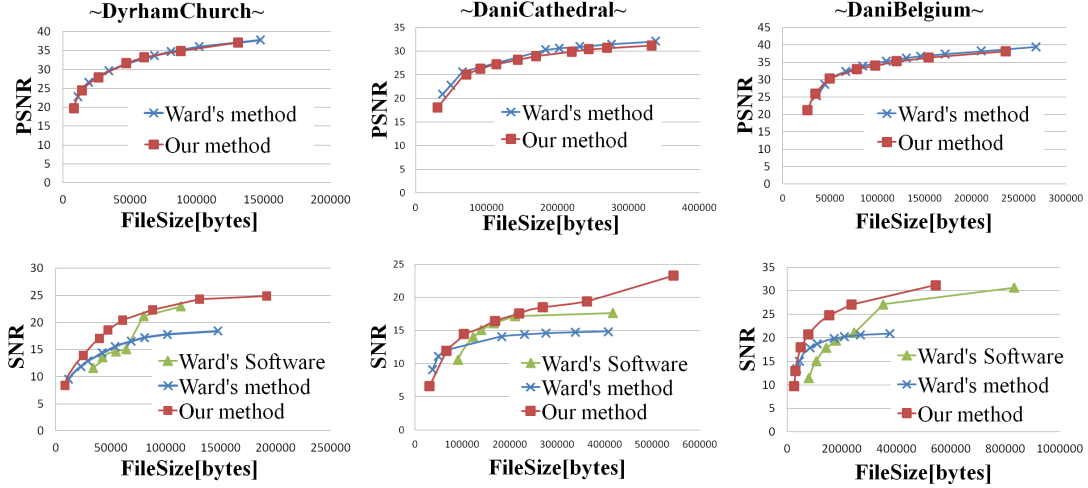 ~DyrhamChurch~
40
35
30
25
20
15
10
5
0
PSNR
Ward's method
Our method
0 50000 100000 150000 200000
FileSize[bytes]
~DaniCathedral~
35
30
25
20
15
10
5
0
PSNR
Ward's method
Our method
0 100000 200000 300000 400000
FileSize[bytes]
~DaniBelgium~
45
40
35
30
25
20
15
10
5
0
PSNR
Ward's method
Our method
0 50000 100000 150000 200000 250000 300000
FileSize[bytes]
30
25
20
15
10
5
0
SNR
Ward's Software
Ward's method
Our method
0 50000 100000 150000 200000 250000
FileSize[bytes]
25
20
15
10
5
0
SNR
Ward's Software
Ward's method
Our method
0 100000 200000 300000 400000 500000 600000
FileSize[bytes]
35
30
25
20
15
10
5
0
SNR
Ward's Software
Ward's method
Our method
0 200000 400000 600000 800000 1000000
FileSize[bytes]